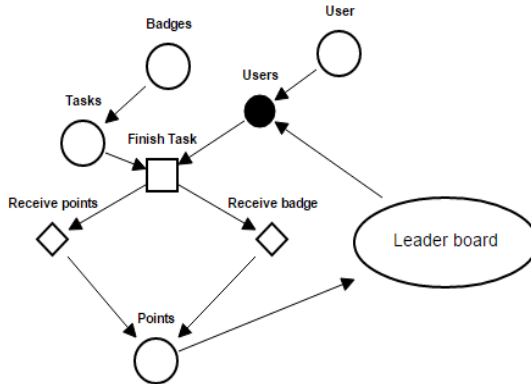 User
Badges
Users
Tasks
Finish Task
Receive points
Receive badge
Leader board
Points